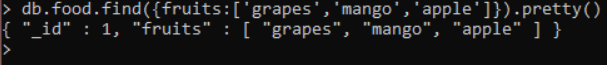 > db.food.find({fruits:['grapes','mango','apple']}).pretty()
{ "_id" : 1, "fruits" : [ "grapes", "mango", "apple" ] }
>